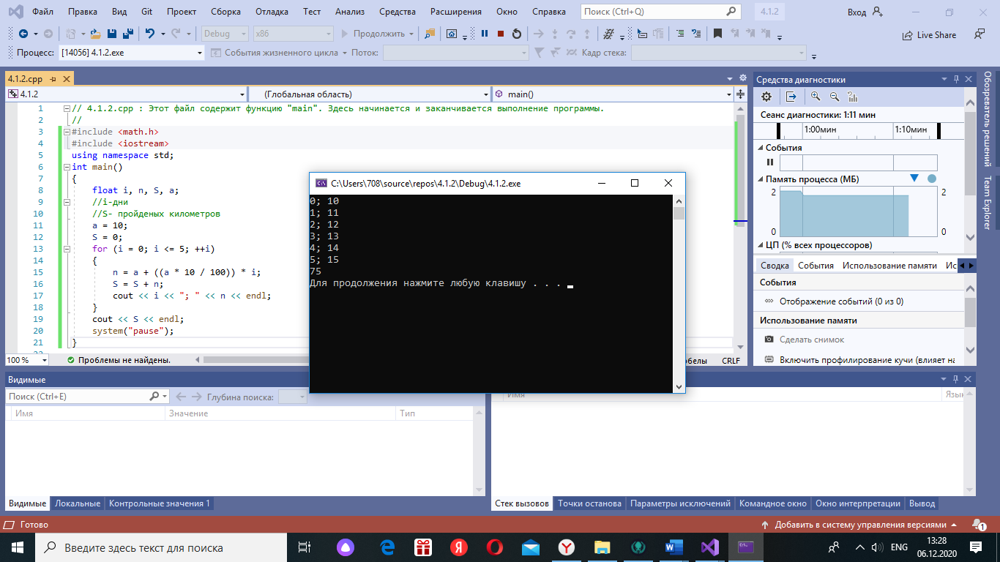 Файл Правка Вид Git Проект Сборка Отладка Тест Анализ Средства Расширения Окно Справка Поиск (Ctrl+Q) 4.1.2 Вход
Debug x86 Продолжить Live Share
Процесс: [14056] 4.1.2.exe События жизненного цикла Поток: Кадр стека:
4.1.2.cpp
4.1.2 (Глобальная область) main()
1 // 4.1.2.cpp : Этот файл содержит функцию "main". Здесь начинается и заканчивается выполнение программы.
2 //
3 #include <math.h>
4 #include <iostream>
5 using namespace std;
6 int main()
7 {
8 float i, n, S, a;
9 //i-дни
10 //S- пройденых километров
11 a = 10;
12 S = 0;
13 for (i = 0; i <= 5; ++i)
14 {
15 n = a + ((a * 10 / 100)) * i;
16 S = S + n;
17 cout << i << "; " << n << endl;
18 }
19 cout << S << endl;
20 system("pause");
21 }
100 % Проблемы не найдены. CRLF
C:\Users\708\source\repos\4.1.2\Debug\4.1.2.exe
0; 10
1; 11
2; 12
3; 13
4; 14
5; 15
75
Для продолжения нажмите любую клавишу . . .
Средства диагностики
Сеанс диагностики: 1:11 мин
1:00мин 1:10мин
События
Память процесса (МБ)
2 2
0 0
ЦП (% всех процессоров)
Сводка События Использование памяти Ис
События
Отображение событий (0 из 0)
Использование памяти
Сделать снимок
Включить профилирование кучи (влияет на
Обозреватель решений
Team Explorer
Видимые
Поиск (Ctrl+E) Глубина поиска:
Имя Значение Тип
Имя Язык
Видимые Локальные Контрольные значения 1
Стек вызовов Точки останова Параметры исключений Командное окно Окно интерпретации Вывод
Готово Добавить в систему управления версиями 1
Введите здесь текст для поиска ENG 13:28
06.12.2020